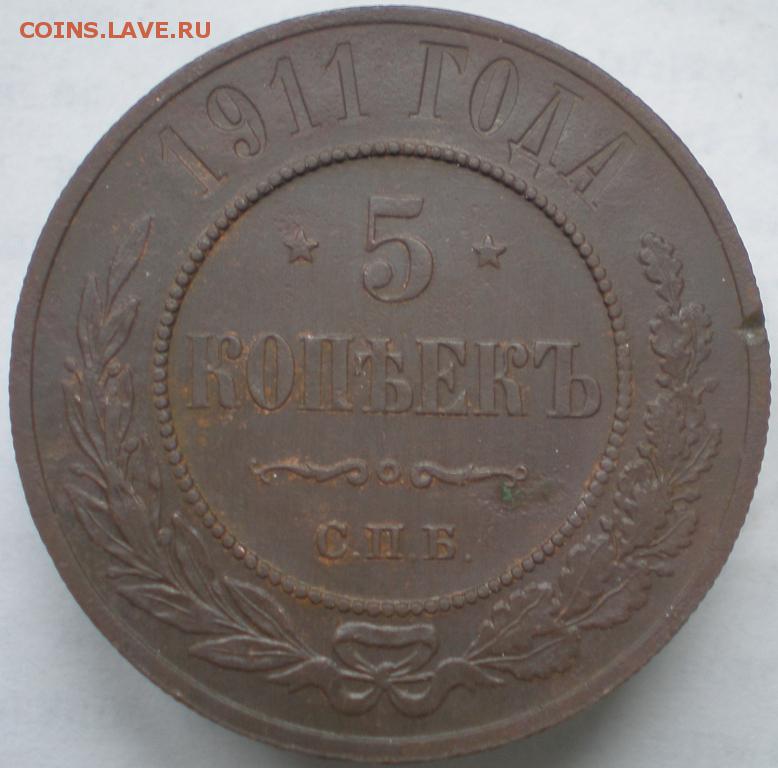 COINS.LAVE.RU
1911 ГОДА
5
КОПѢЕКЪ
С.П.Б.